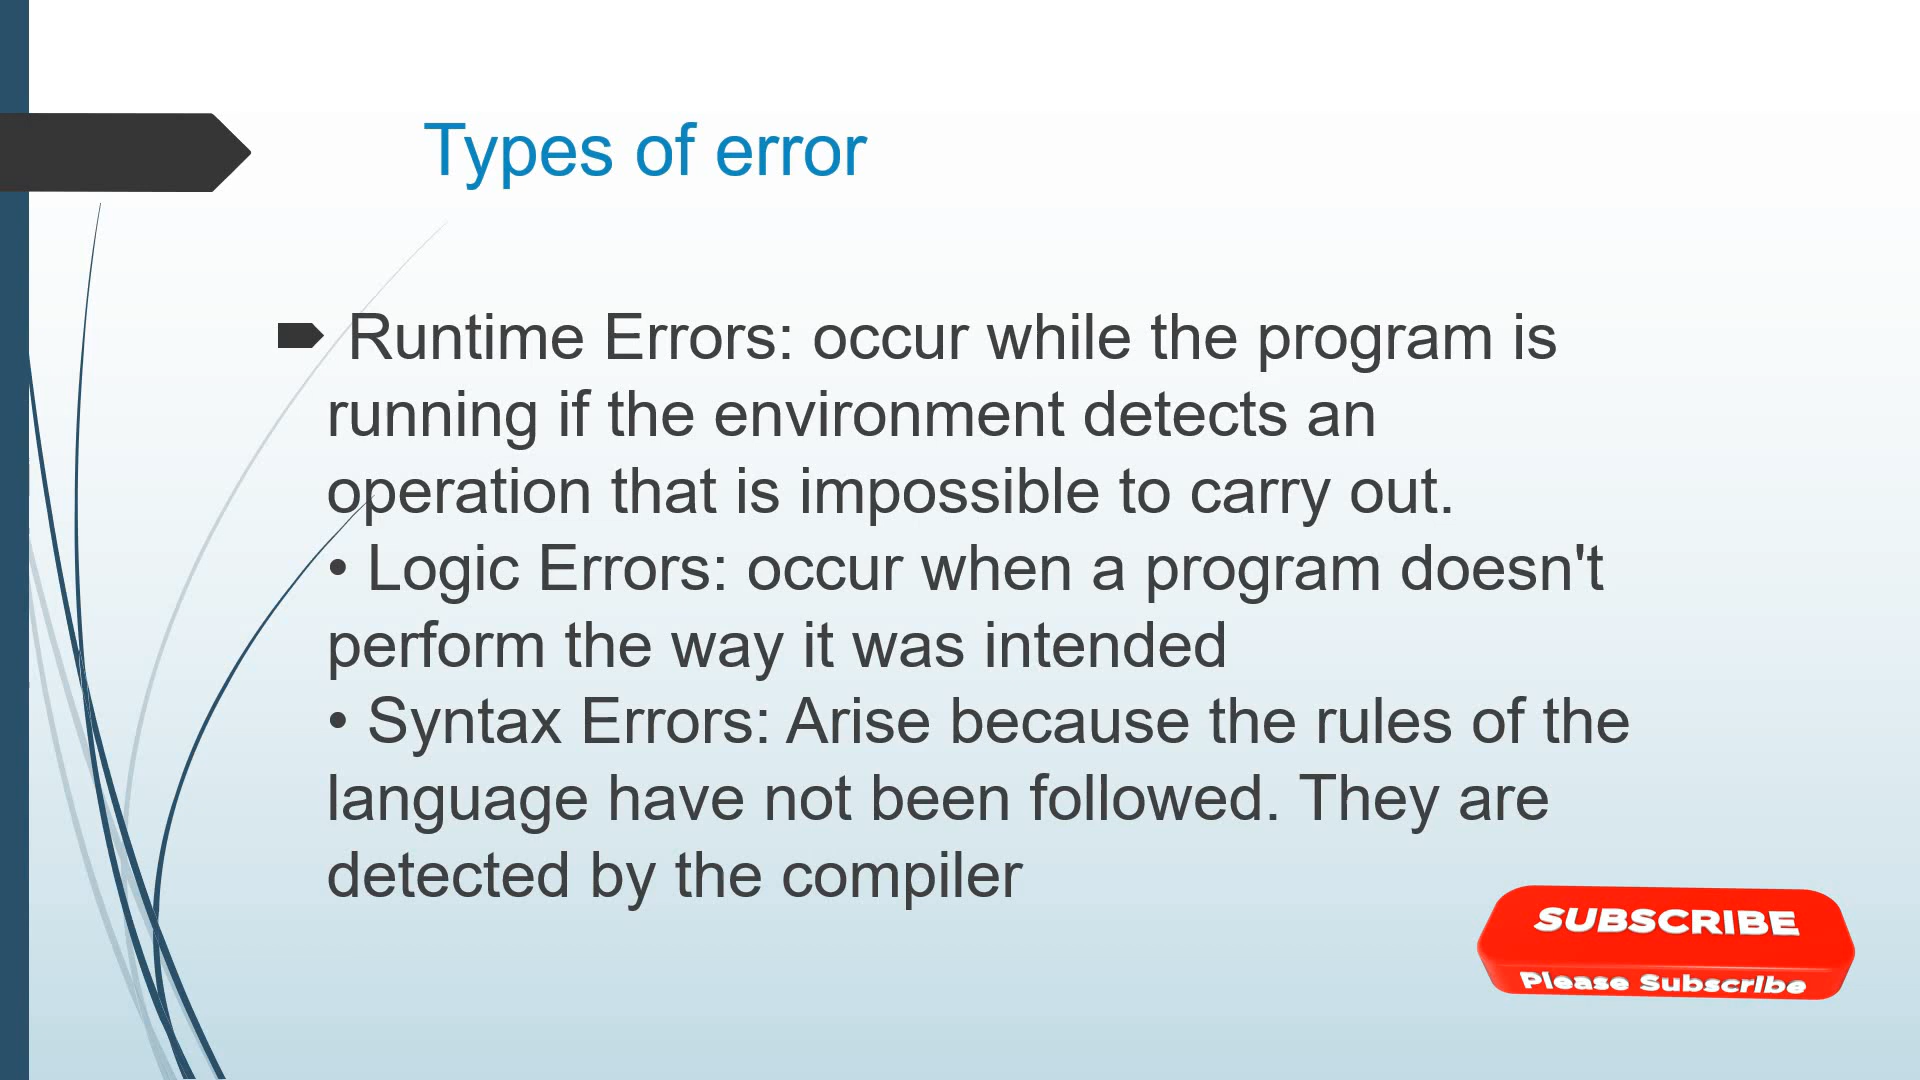 Types of error
Runtime Errors: occur while the program is
running if the environment detects an
operation that is impossible to carry out.
• Logic Errors: occur when a program doesn't
perform the way it was intended
• Syntax Errors: Arise because the rules of the
language have not been followed. They are
detected by the compiler
SUBSCRIBE
Please Subscribe